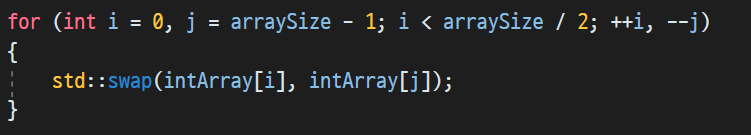 for (int i = 0, j = arraySize - 1; i < arraySize / 2; ++i, --j)
{
    std::swap(intArray[i], intArray[j]);
}